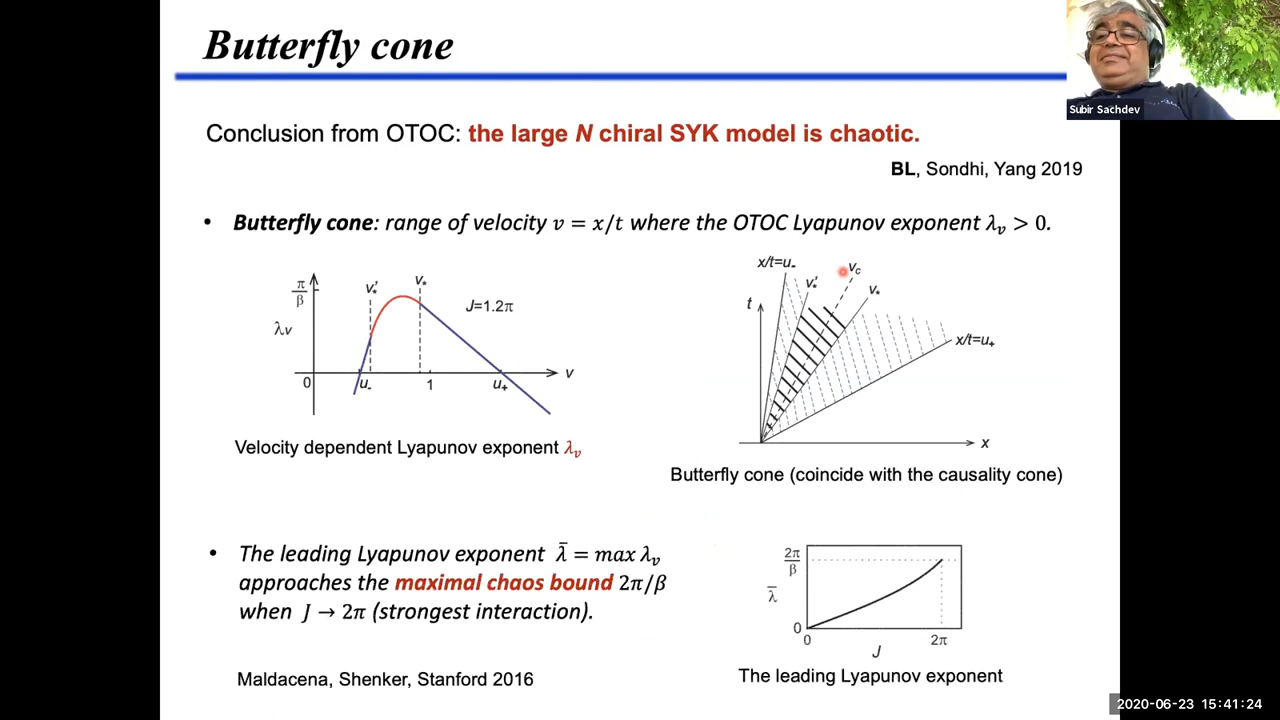 Butterfly cone
Subir Sachdev
Conclusion from OTOC: the large N chiral SYK model is chaotic.
BL, Sondhi, Yang 2019
• Butterfly cone: range of velocity v = x/t where the OTOC Lyapunov exponent λᵥ > 0.
π/β
λv
v*'
v*
J=1.2π
0
u-
1
u+
v
Velocity dependent Lyapunov exponent λᵥ
x/t=u-
v*'
vc
v*
t
x/t=u+
x
Butterfly cone (coincide with the causality cone)
• The leading Lyapunov exponent λ̄ = max λᵥ
approaches the maximal chaos bound 2π/β
when J → 2π (strongest interaction).
Maldacena, Shenker, Stanford 2016
2π/β
λ̄
0
0
2π
J
The leading Lyapunov exponent
2020-06-23 15:41:24